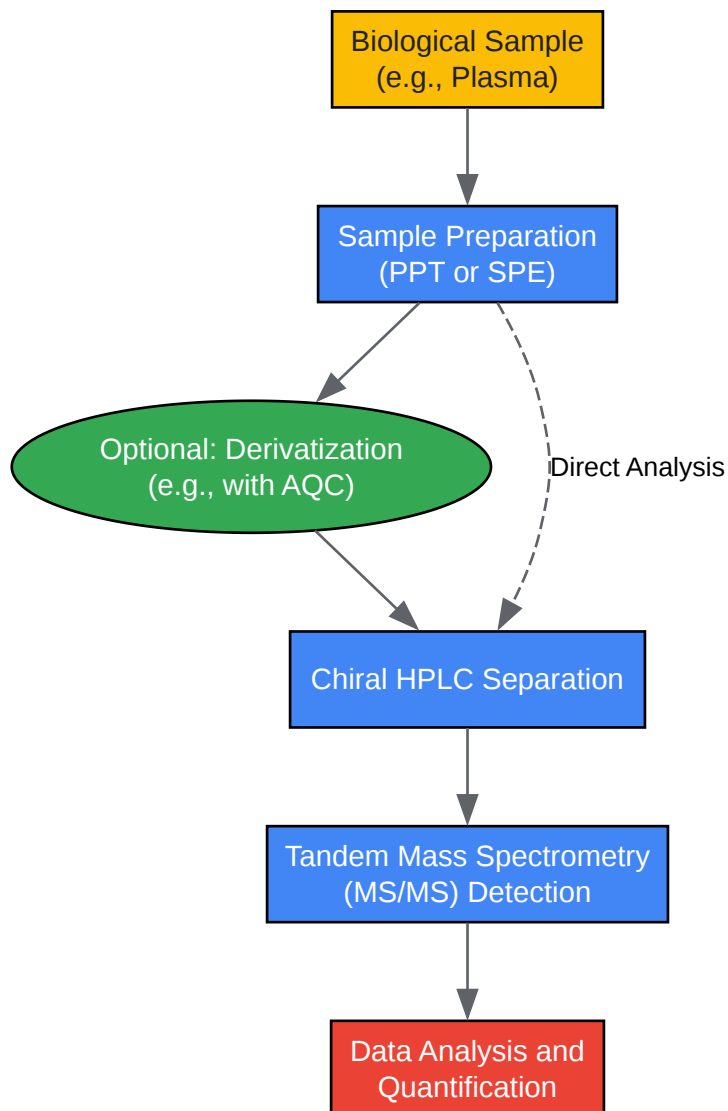 Biological Sample
(e.g., Plasma)
Sample Preparation
(PPT or SPE)
Optional: Derivatization
(e.g., with AQC)
Direct Analysis
Chiral HPLC Separation
Tandem Mass Spectrometry
(MS/MS) Detection
Data Analysis and
Quantification